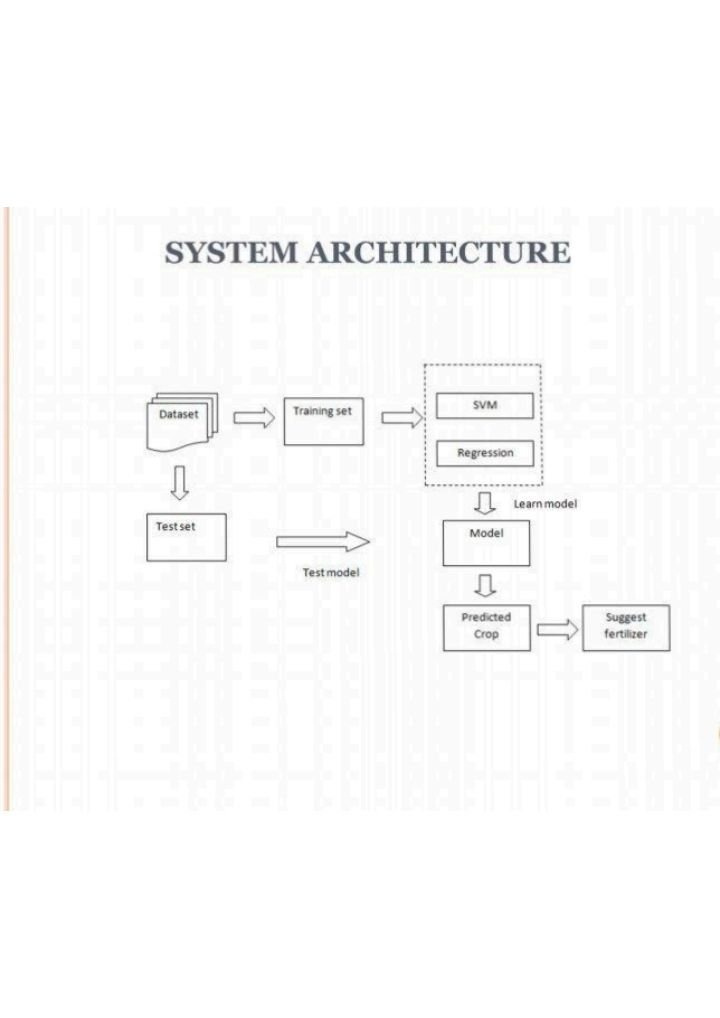 SYSTEM ARCHITECTURE
Dataset
Training set
SVM
Regression
Learn model
Test set
Test model
Model
Predicted
Crop
Suggest
fertilizer